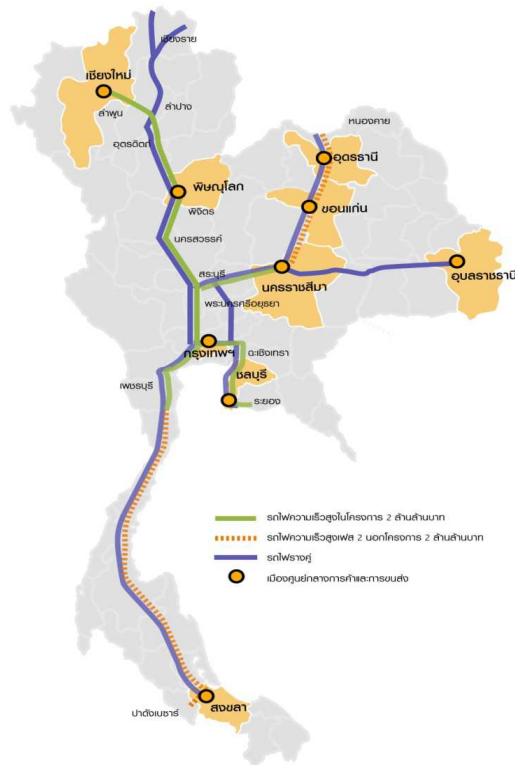 เชียงราย
เชียงใหม่
ลำปาง
ลำพูน
หนองคาย
อุตรดิตถ์
อุดรธานี
พิษณุโลก
ขอนแก่น
พิจิตร
นครสวรรค์
สระบุรี
อุบลราชธานี
นครราชสีมา
พระนครศรีอยุธยา
กรุงเทพฯ
ฉะเชิงเทรา
ชลบุรี
เพชรบุรี
ระยอง
รถไฟความเร็วสูงในโครงการ 2 ล้านล้านบาท
รถไฟความเร็วสูงเฟส 2 นอกโครงการ 2 ล้านล้านบาท
รถไฟรางคู่
เมืองศูนย์กลางการค้าและการขนส่ง
สงขลา
ปาดังเบซาร์